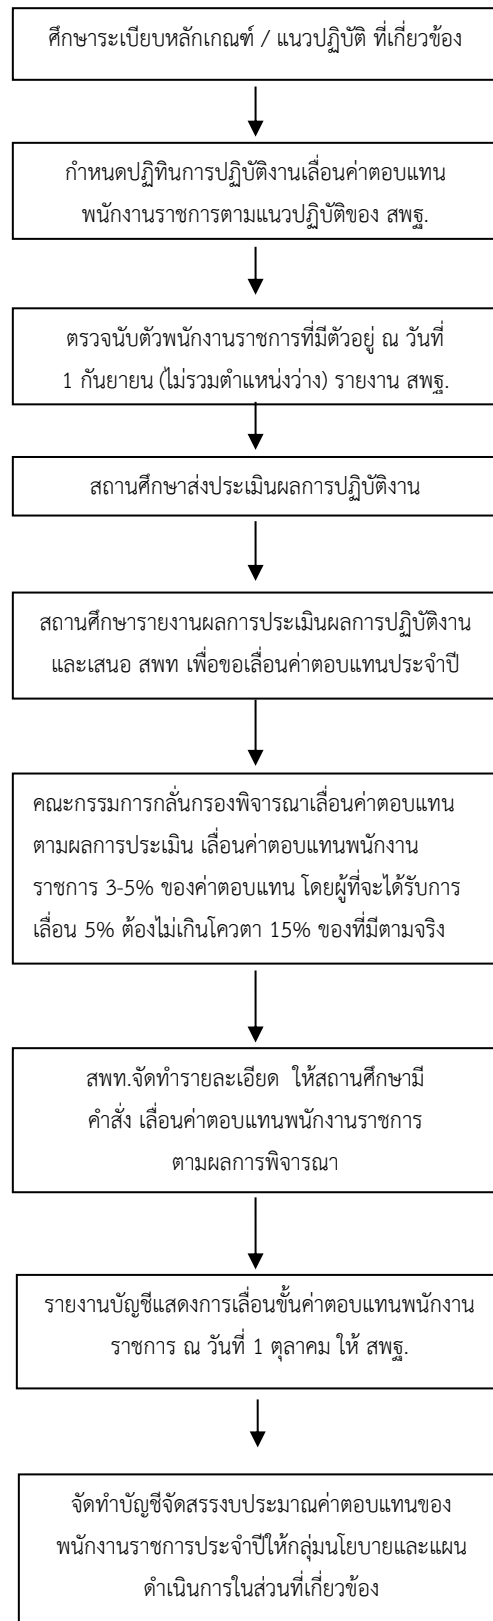 ศึกษาระเบียบหลักเกณฑ์ / แนวปฏิบัติ ที่เกี่ยวข้อง
กำหนดปฏิทินการปฏิบัติงานเลื่อนค่าตอบแทน
พนักงานราชการตามแนวปฏิบัติของ สพฐ.
ตรวจนับตัวพนักงานราชการที่มีตัวอยู่ ณ วันที่
1 กันยายน (ไม่รวมตำแหน่งว่าง) รายงาน สพฐ.
สถานศึกษาส่งประเมินผลการปฏิบัติงาน
สถานศึกษารายงานผลการประเมินผลการปฏิบัติงาน
และเสนอ สพท เพื่อขอเลื่อนค่าตอบแทนประจำปี
คณะกรรมการกลั่นกรองพิจารณาเลื่อนค่าตอบแทน
ตามผลการประเมิน เลื่อนค่าตอบแทนพนักงาน
ราชการ 3-5% ของค่าตอบแทน โดยผู้ที่จะได้รับการ
เลื่อน 5% ต้องไม่เกินโควตา 15% ของที่มีตามจริง
สพท.จัดทำรายละเอียด ให้สถานศึกษามี
คำสั่ง เลื่อนค่าตอบแทนพนักงานราชการ
ตามผลการพิจารณา
รายงานบัญชีแสดงการเลื่อนขั้นค่าตอบแทนพนักงาน
ราชการ ณ วันที่ 1 ตุลาคม ให้ สพฐ.
จัดทำบัญชีจัดสรรงบประมาณค่าตอบแทนของ
พนักงานราชการประจำปีให้กลุ่มนโยบายและแผน
ดำเนินการในส่วนที่เกี่ยวข้อง